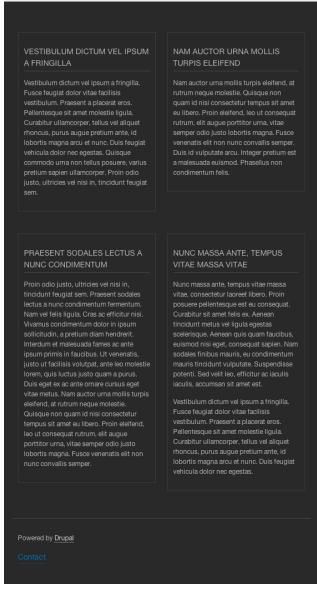 VESTIBULUM DICTUM VEL IPSUM
A FRINGILLA
Vestibulum dictum vel ipsum a fringilla.
Fusce feugiat dolor vitae facilisis
vestibulum. Praesent a placerat eros.
Pellentesque sit amet molestie ligula.
Curabitur ullamcorper, tellus vel aliquet
rhoncus, purus augue pretium ante, id
lobortis magna arcu et nunc. Duis feugiat
vehicula dolor nec egestas. Quisque
commodo urna non tellus posuere, varius
pretium sapien ullamcorper. Proin odio
justo, ultricies vel nisi in, tincidunt feugiat
sem.
NAM AUCTOR URNA MOLLIS
TURPIS ELEIFEND
Nam auctor urna mollis turpis eleifend, at
rutrum neque molestie. Quisque non
quam id nisi consectetur tempus sit amet
eu libero. Proin eleifend, leo ut consequat
rutrum, elit augue porttitor urna, vitae
semper odio justo lobortis magna. Fusce
venenatis elit non nunc convallis semper.
Duis id vulputate arcu. Integer pretium est
a malesuada euismod. Phasellus non
condimentum felis.
PRAESENT SODALES LECTUS A
NUNC CONDIMENTUM
Proin odio justo, ultricies vel nisi in,
tincidunt feugiat sem. Praesent sodales
lectus a nunc condimentum fermentum.
Nam vel felis ligula. Cras ac efficitur nisi.
Vivamus condimentum dolor in ipsum
sollicitudin, a pretium diam hendrerit.
Interdum et malesuada fames ac ante
ipsum primis in faucibus. Ut venenatis,
justo ut facilisis volutpat, ante leo molestie
lorem, quis luctus quam a purus.
Duis eget ex ac ante ornare cursus eget
vitae metus. Nam auctor urna mollis turpis
eleifend, at rutrum neque molestie.
Quisque non quam id nisi consectetur
tempus sit amet eu libero. Proin eleifend,
leo ut consequat rutrum, elit augue
porttitor urna, vitae semper odio justo
lobortis magna. Fusce venenatis elit non
nunc convallis semper.
NUNC MASSA ANTE, TEMPUS
VITAE MASSA VITAE
Nunc massa ante, tempus vitae massa
vitae, consectetur laoreet libero. Proin
posuere pellentesque est eu consequat.
Curabitur sit amet felis ex. Aenean
tincidunt metus vel ligula egestas
scelerisque. Aenean quis quam faucibus,
euismod nisi eget, consequat sapien. Nam
sodales finibus mauris, eu condimentum
mauris tincidunt vulputate. Suspendisse
potenti. Sed velit leo, efficitur ac iaculis
iaculis, accumsan sit amet est.
Vestibulum dictum vel ipsum a fringilla.
Fusce feugiat dolor vitae facilisis
vestibulum. Praesent a placerat eros.
Pellentesque sit amet molestie ligula.
Curabitur ullamcorper, tellus vel aliquet
rhoncus, purus augue pretium ante, id
lobortis magna arcu et nunc. Duis feugiat
vehicula dolor nec egestas.
Powered by Drupal
Contact